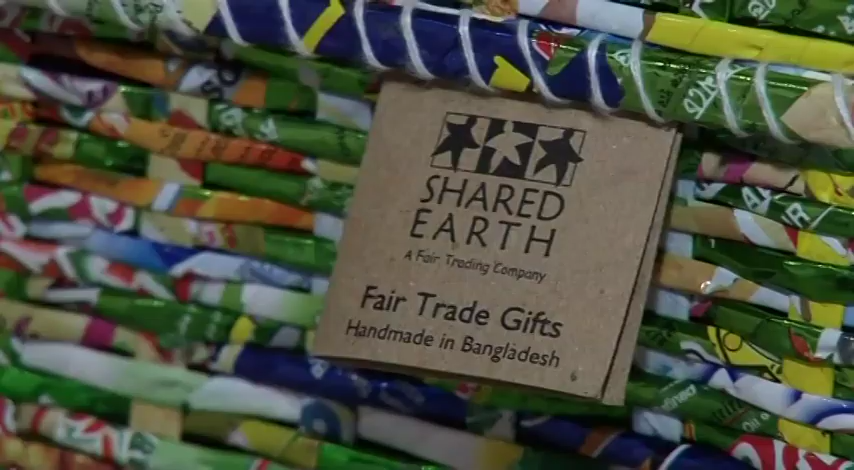 SHARED
EARTH
A Fair Trading Company
Fair Trade Gifts
Handmade in Bangladesh